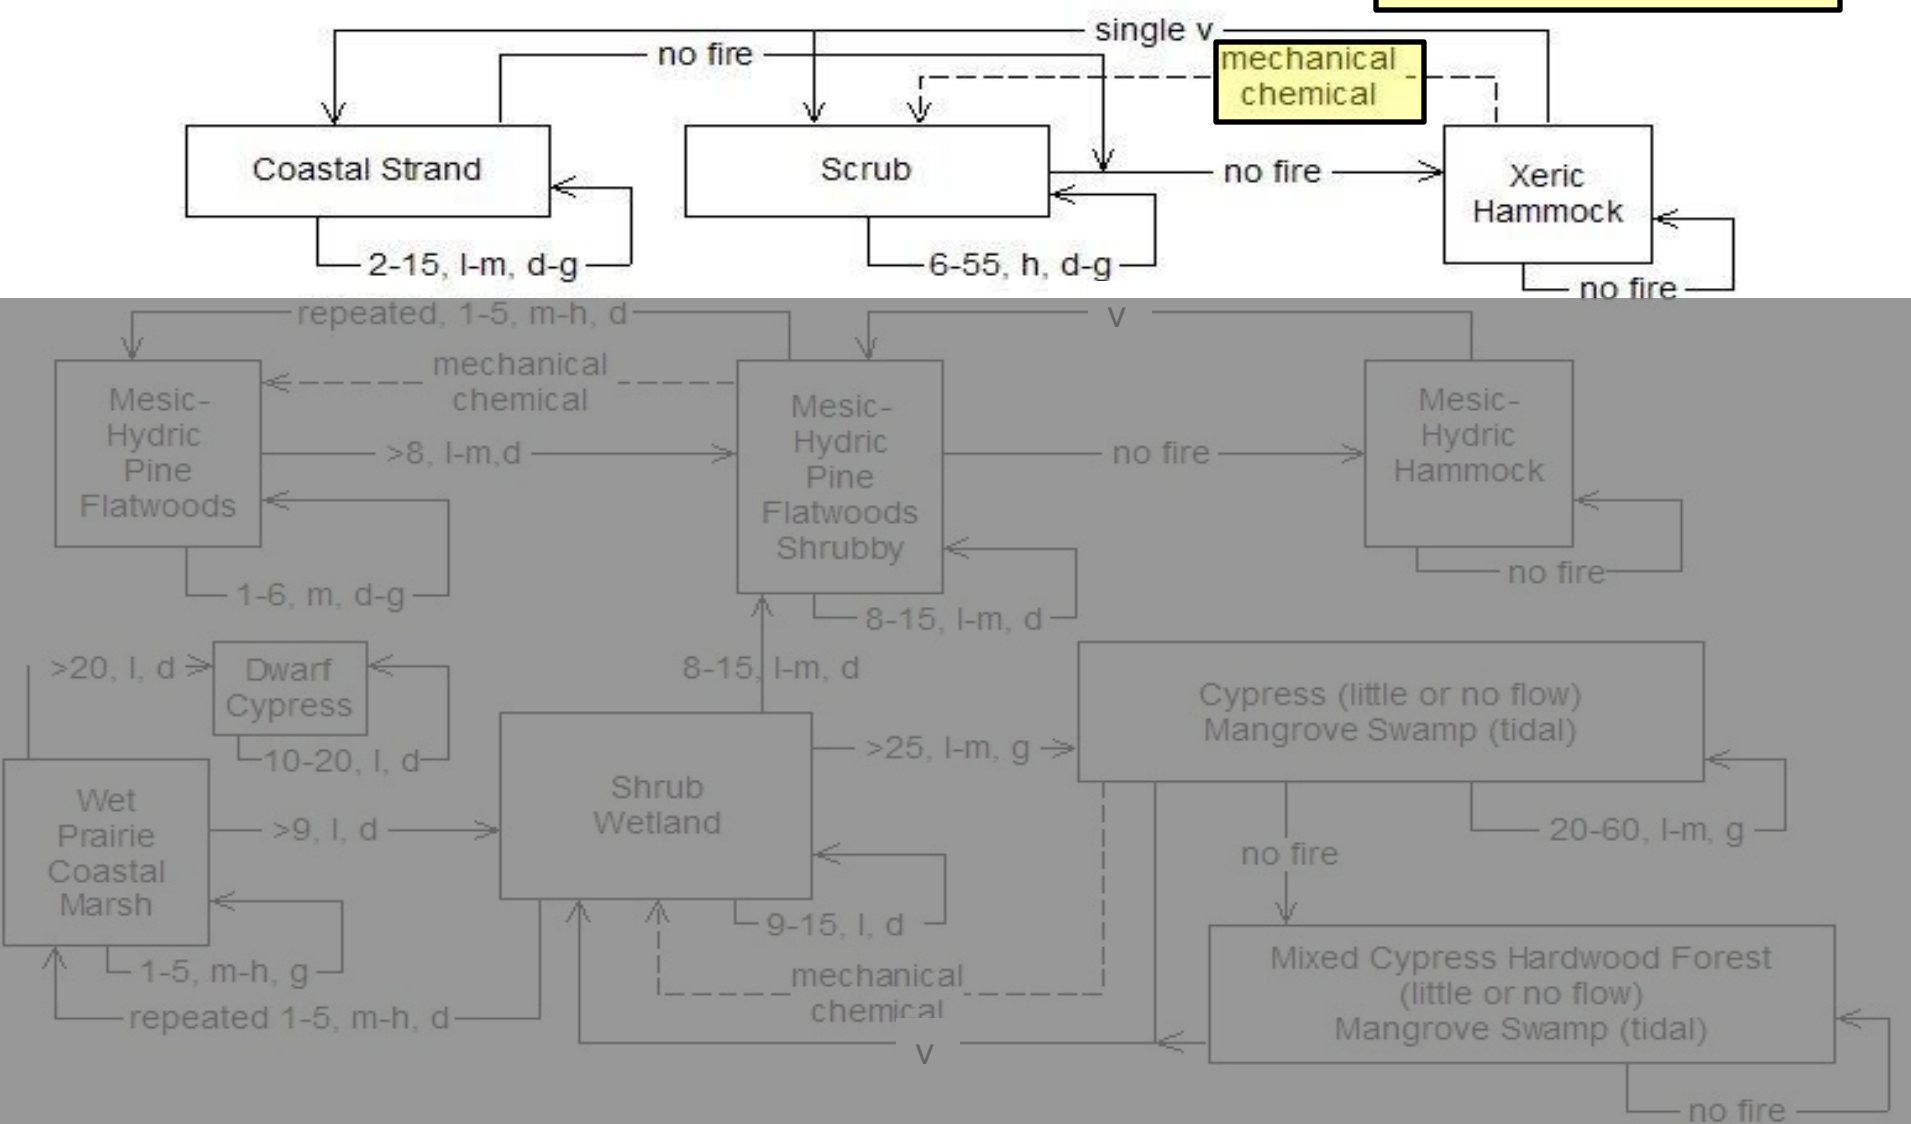 single v
no fire
mechanical
chemical
Coastal Strand
Scrub
no fire
Xeric
Hammock
2-15, l-m, d-g
6-55, h, d-g
no fire
repeated, 1-5, m-h, d
v
mechanical
chemical
Mesic-
Hydric
Pine
Flatwoods
>8, l-m,d
Mesic-
Hydric
Pine
Flatwoods
Shrubby
no fire
Mesic-
Hydric
Hammock
1-6, m, d-g
8-15, l-m, d
no fire
>20, l, d
Dwarf
Cypress
8-15, l-m, d
Cypress (little or no flow)
Mangrove Swamp (tidal)
10-20, l, d
>25, l-m, g
Wet
Prairie
Coastal
Marsh
>9, l, d
Shrub
Wetland
20-60, l-m, g
no fire
9-15, l, d
1-5, m-h, g
mechanical
chemical
Mixed Cypress Hardwood Forest
(little or no flow)
Mangrove Swamp (tidal)
repeated 1-5, m-h, d
v
no fire